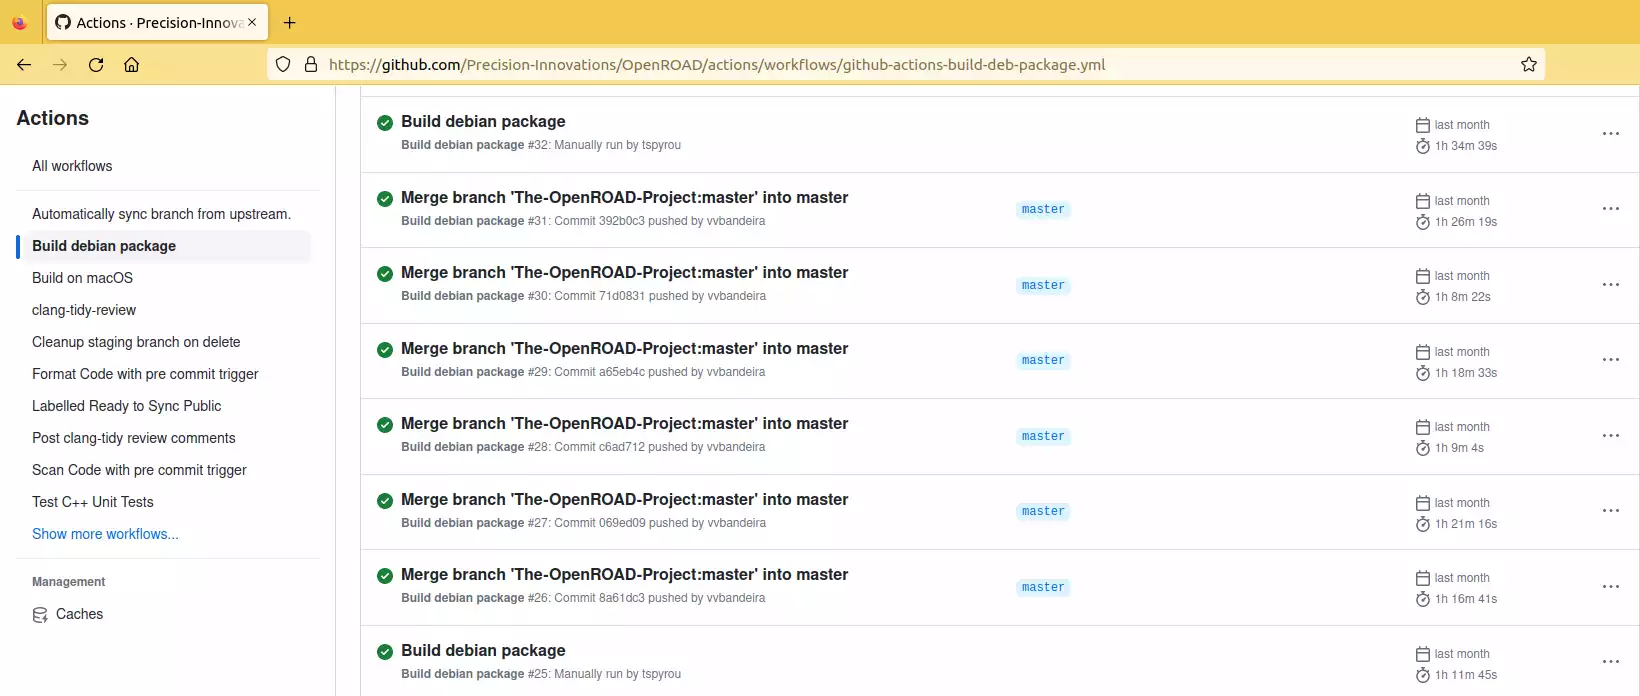 Actions · Precision-Innova
https://github.com/Precision-Innovations/OpenROAD/actions/workflows/github-actions-build-deb-package.yml
Actions
All workflows
Automatically sync branch from upstream.
Build debian package
Build on macOS
clang-tidy-review
Cleanup staging branch on delete
Format Code with pre commit trigger
Labelled Ready to Sync Public
Post clang-tidy review comments
Scan Code with pre commit trigger
Test C++ Unit Tests
Show more workflows...
Management
Caches
Build debian package
Build debian package #32: Manually run by tspyrou
last month
1h 34m 39s
Merge branch 'The-OpenROAD-Project:master' into master
Build debian package #31: Commit 392b0c3 pushed by vvbandeira
master
last month
1h 26m 19s
Merge branch 'The-OpenROAD-Project:master' into master
Build debian package #30: Commit 71d0831 pushed by vvbandeira
master
last month
1h 8m 22s
Merge branch 'The-OpenROAD-Project:master' into master
Build debian package #29: Commit a65eb4c pushed by vvbandeira
master
last month
1h 18m 33s
Merge branch 'The-OpenROAD-Project:master' into master
Build debian package #28: Commit c6ad712 pushed by vvbandeira
master
last month
1h 9m 4s
Merge branch 'The-OpenROAD-Project:master' into master
Build debian package #27: Commit 069ed09 pushed by vvbandeira
master
last month
1h 21m 16s
Merge branch 'The-OpenROAD-Project:master' into master
Build debian package #26: Commit 8a61dc3 pushed by vvbandeira
master
last month
1h 16m 41s
Build debian package
Build debian package #25: Manually run by tspyrou
last month
1h 11m 45s